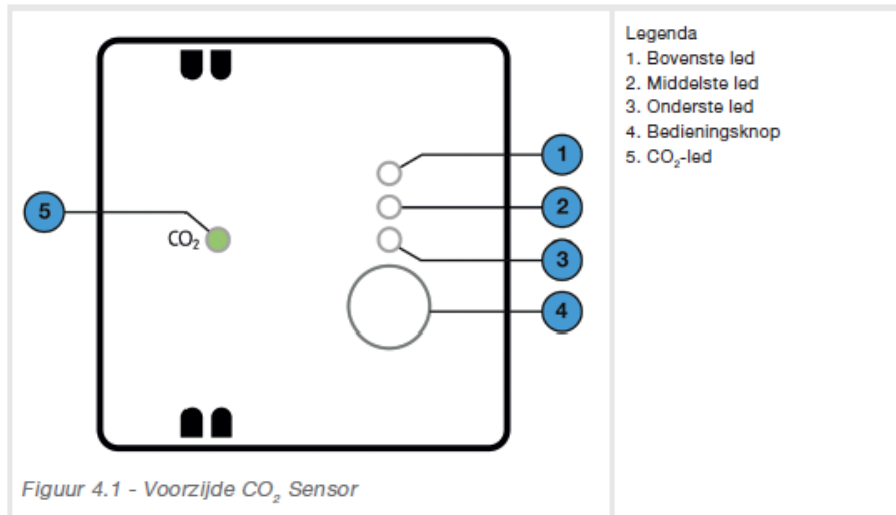 Legenda
1. Bovenste led
2. Middelste led
3. Onderste led
4. Bedieningsknop
5. CO₂-led
1
2
5
CO₂
3
4
Figuur 4.1 - Voorzijde CO₂ Sensor